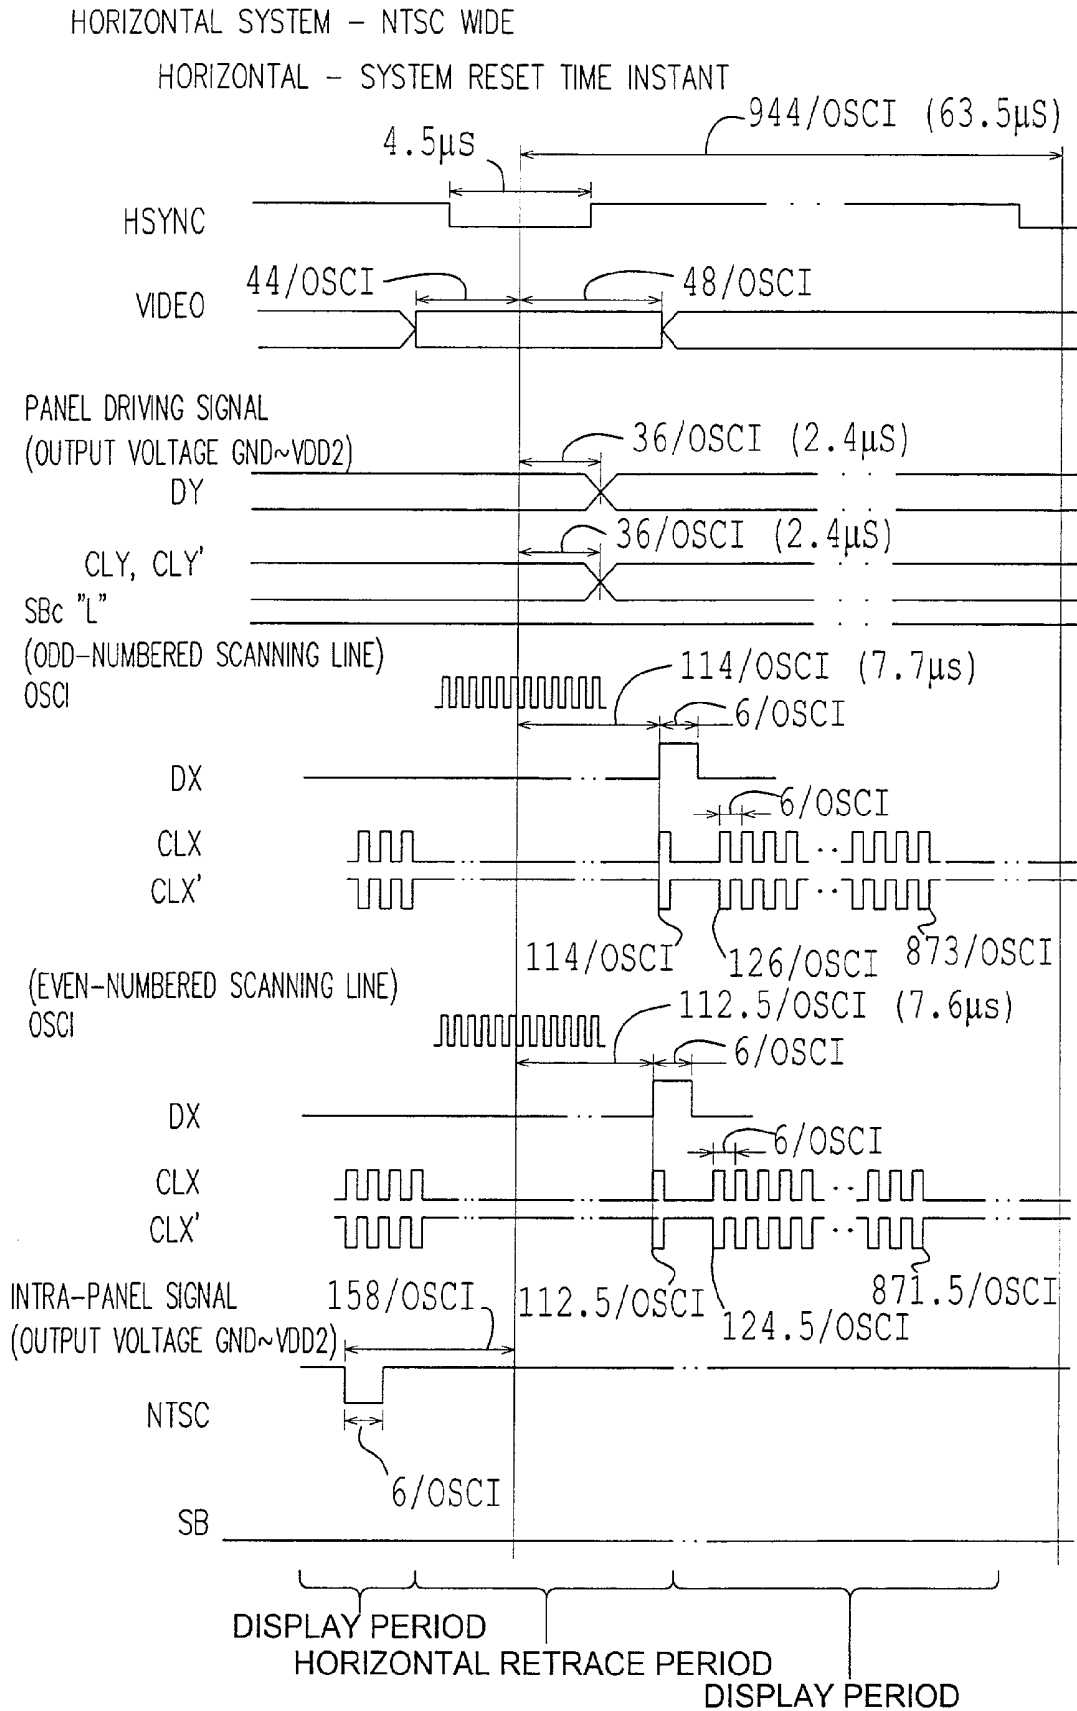 HORIZONTAL SYSTEM – NTSC WIDE
HORIZONTAL – SYSTEM RESET TIME INSTANT
944/OSCI (63.5µS)
4.5µs
HSYNC
44/OSCI
48/OSCI
VIDEO
PANEL DRIVING SIGNAL
(OUTPUT VOLTAGE GND~VDD2)
36/OSCI (2.4µS)
DY
36/OSCI (2.4µS)
CLY, CLY'
SBc "L"
(ODD-NUMBERED SCANNING LINE)
OSCI
114/OSCI (7.7µs)
6/OSCI
DX
6/OSCI
CLX
CLX'
114/OSCI
126/OSCI
873/OSCI
(EVEN-NUMBERED SCANNING LINE)
OSCI
112.5/OSCI (7.6µs)
6/OSCI
DX
6/OSCI
CLX
CLX'
INTRA-PANEL SIGNAL
(OUTPUT VOLTAGE GND~VDD2)
158/OSCI
112.5/OSCI
124.5/OSCI
871.5/OSCI
NTSC
6/OSCI
SB
DISPLAY PERIOD
HORIZONTAL RETRACE PERIOD
DISPLAY PERIOD